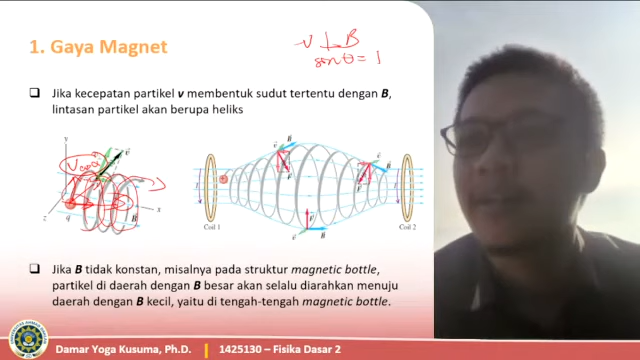 1. Gaya Magnet
v ⊥ B
sin θ = 1
Jika kecepatan partikel v membentuk sudut tertentu dengan B,
lintasan partikel akan berupa heliks
y
v
V cos
z
q
B
x
v
B
F
v
F
B
I
I
F
v
B
Coil 1
Coil 2
Jika B tidak konstan, misalnya pada struktur magnetic bottle,
partikel di daerah dengan B besar akan selalu diarahkan menuju
daerah dengan B kecil, yaitu di tengah-tengah magnetic bottle.
Damar Yoga Kusuma, Ph.D. | 1425130 – Fisika Dasar 2